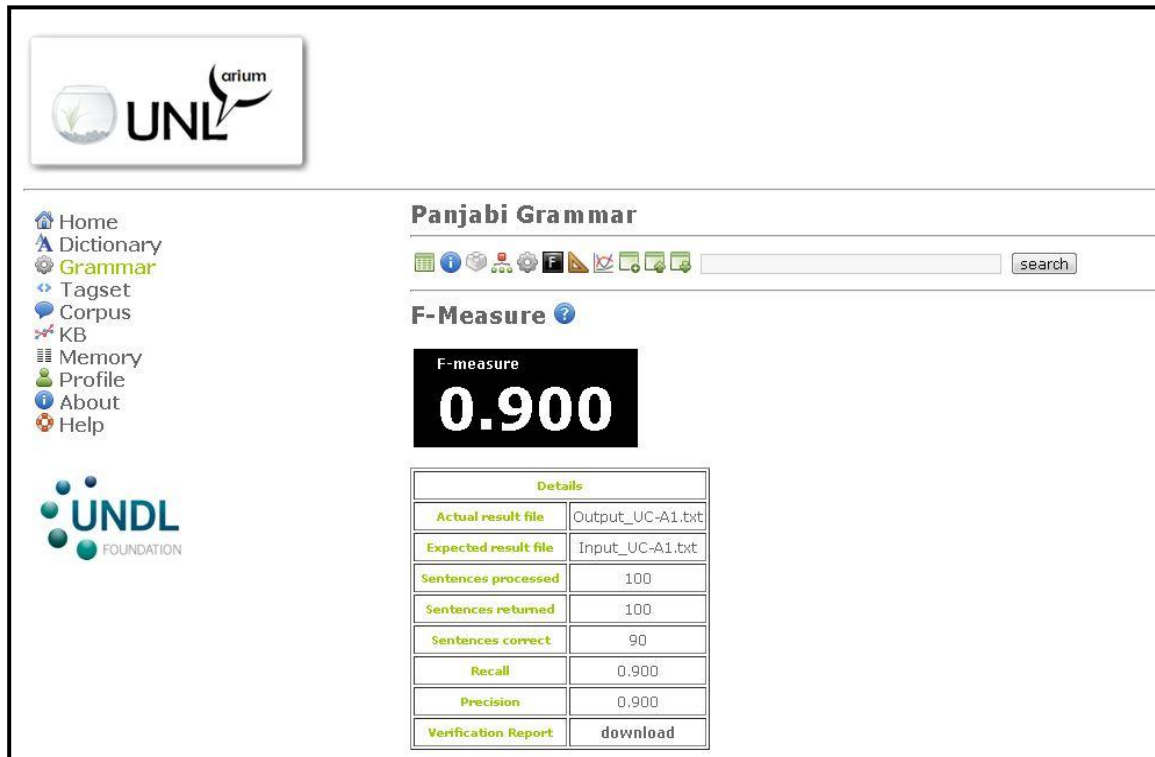 UNL arium
Home
Dictionary
Grammar
Tagset
Corpus
KB
Memory
Profile
About
Help
UNDL
FOUNDATION
Panjabi Grammar
F search
F-Measure ?
F-measure
0.900
Details
Actual result file Output_UC-A1.txt
Expected result file Input_UC-A1.txt
Sentences processed 100
Sentences returned 100
Sentences correct 90
Recall 0.900
Precision 0.900
Verification Report download